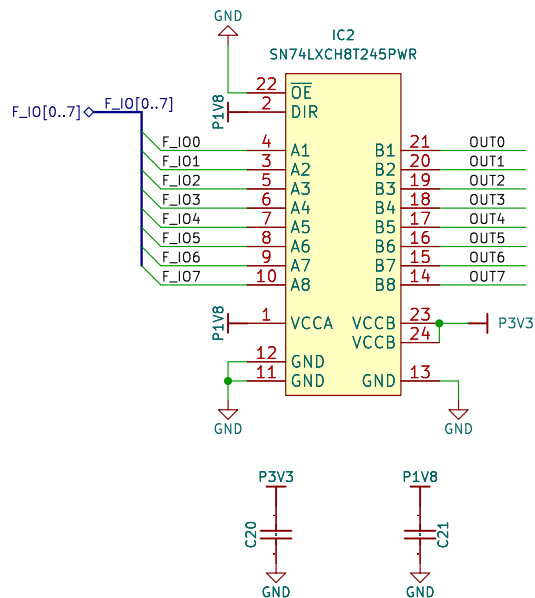 GND
IC2
SN74LXCH8T245PWR
22 OE
P1V8 2 DIR
F_IO[0..7] F_IO[0..7]
F_IO0 4 A1 B1 21 OUT0
F_IO1 3 A2 B2 20 OUT1
F_IO2 5 A3 B3 19 OUT2
F_IO3 6 A4 B4 18 OUT3
F_IO4 7 A5 B5 17 OUT4
F_IO5 8 A6 B6 16 OUT5
F_IO6 9 A7 B7 15 OUT6
F_IO7 10 A8 B8 14 OUT7
P1V8 1 VCCA VCCB 23 P3V3
VCCB 24
12 GND
11 GND GND 13
GND GND
P3V3 P1V8
C20 C21
GND GND